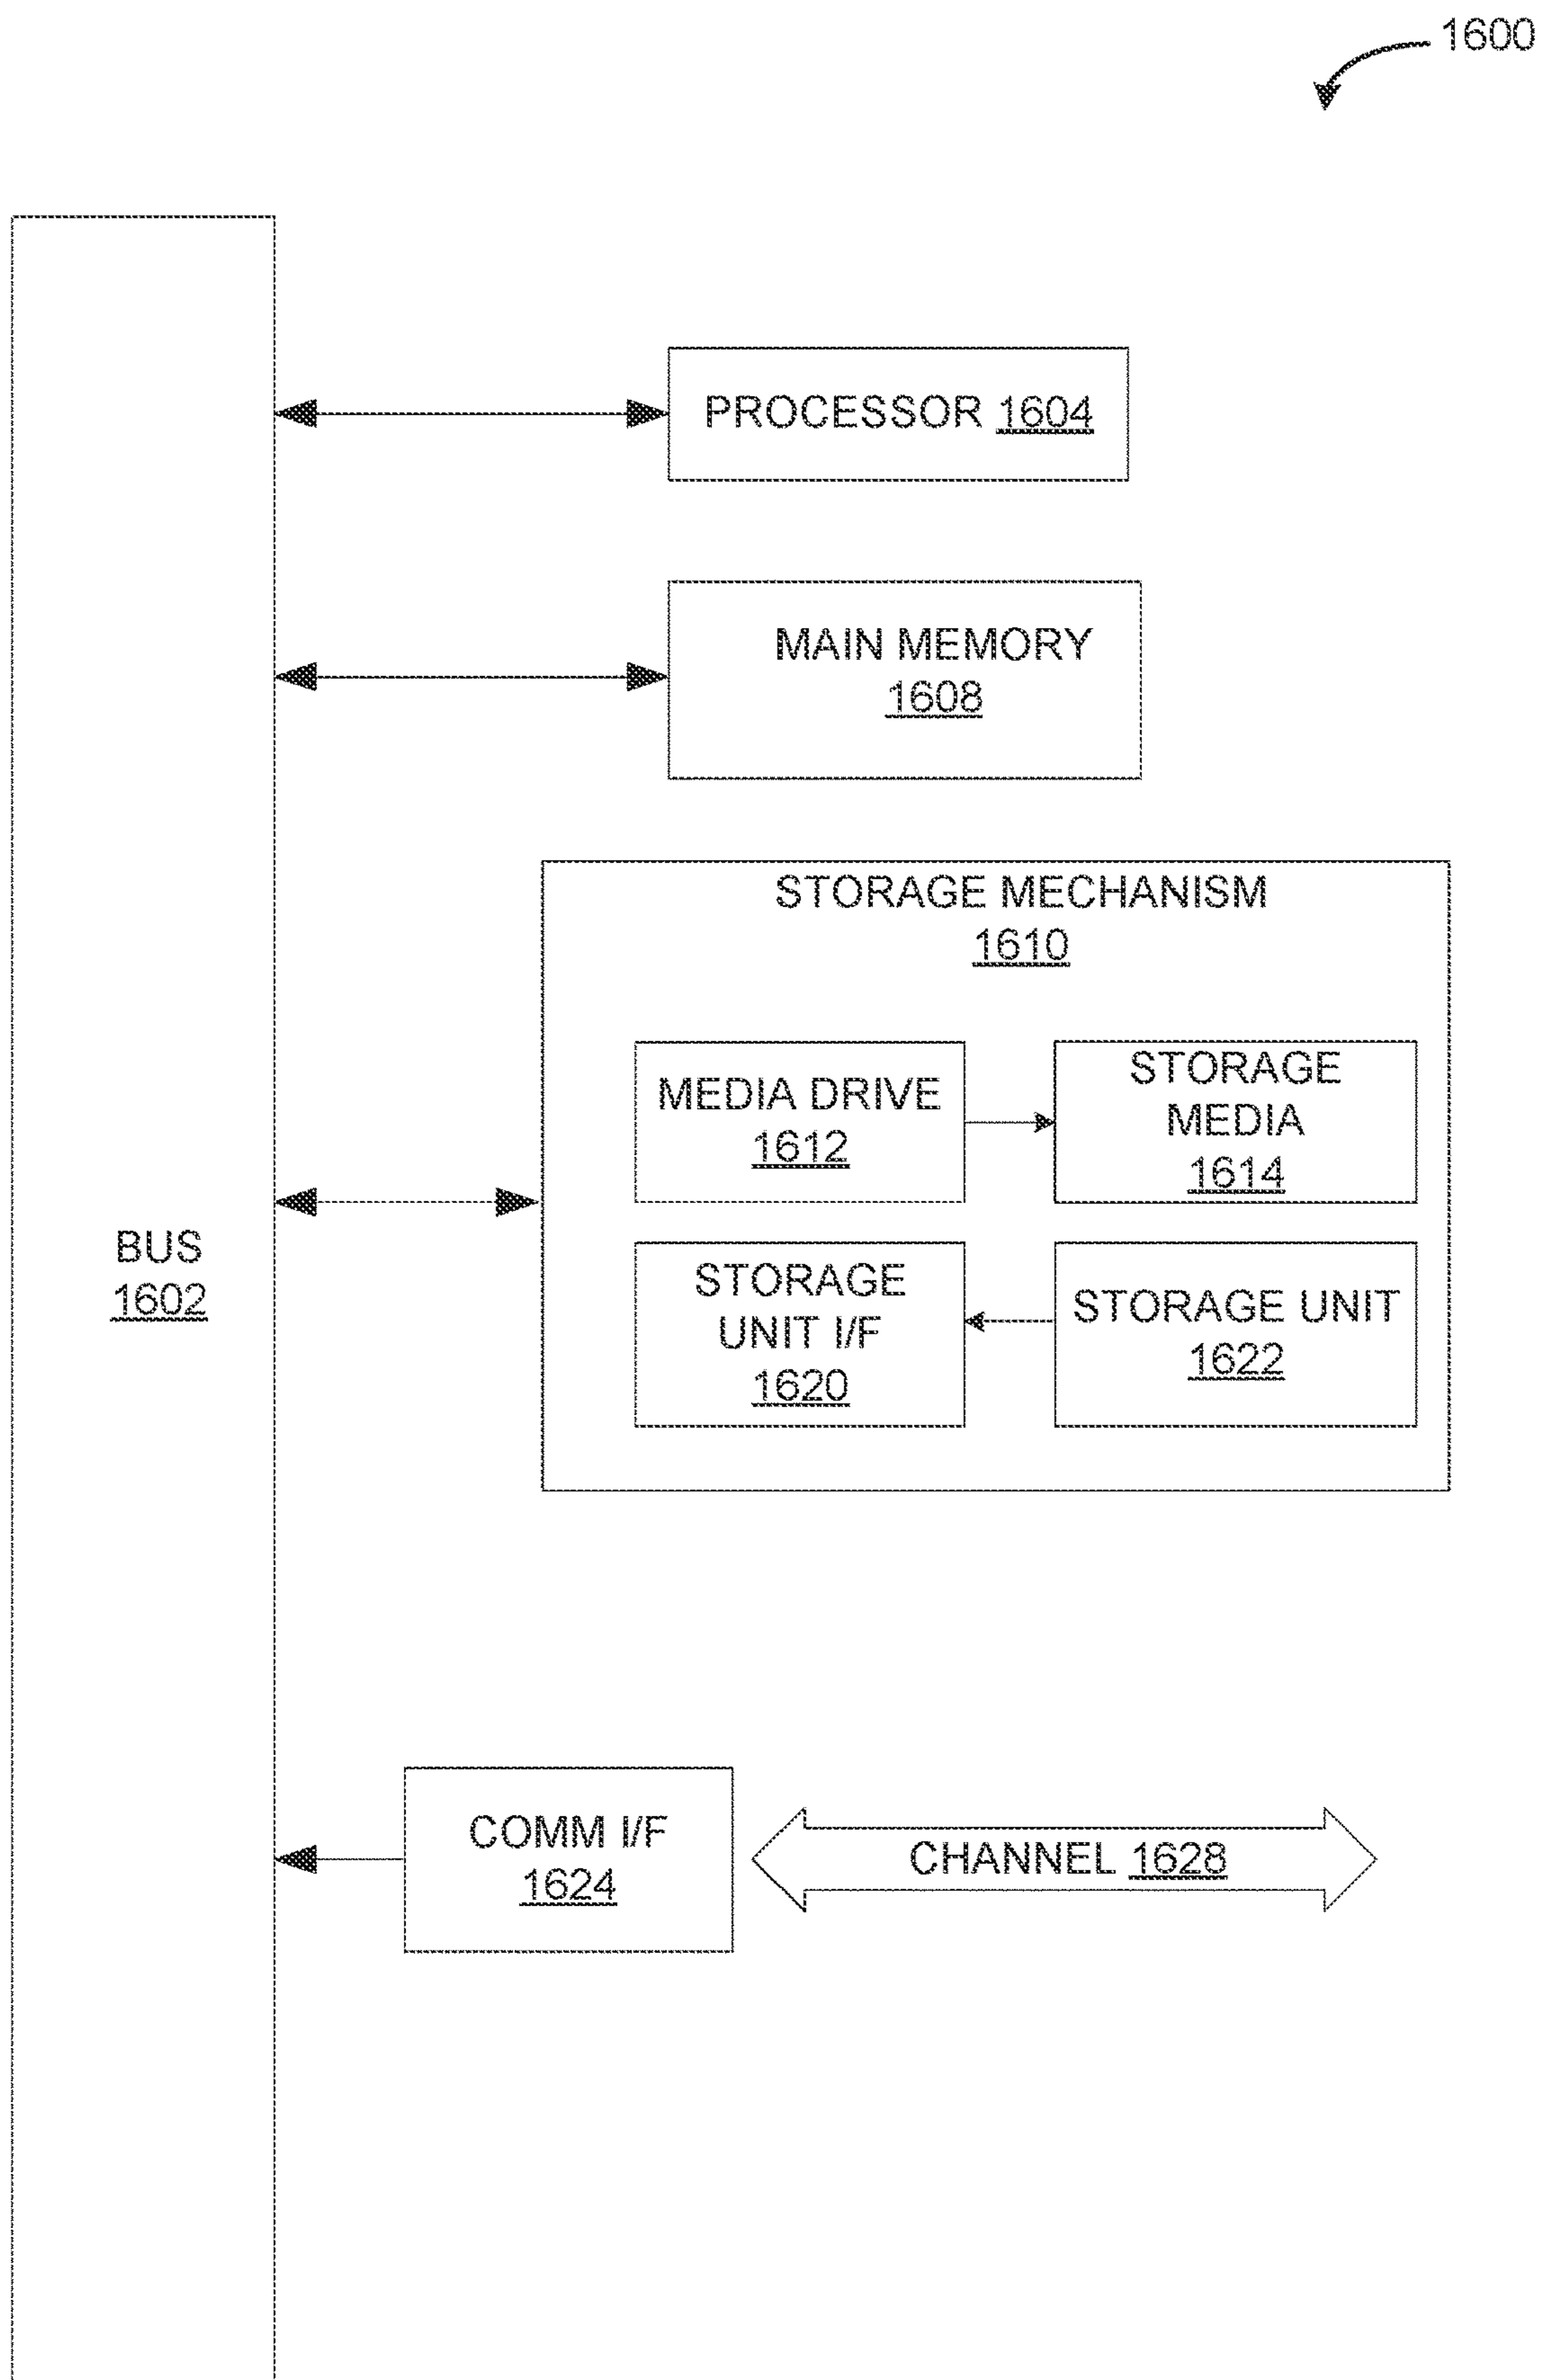 1600
PROCESSOR 1604
MAIN MEMORY
1608
STORAGE MECHANISM
1610
MEDIA DRIVE
1612
STORAGE
MEDIA
1614
BUS
1602
STORAGE
UNIT I/F
1620
STORAGE UNIT
1622
COMM I/F
1624
CHANNEL 1628